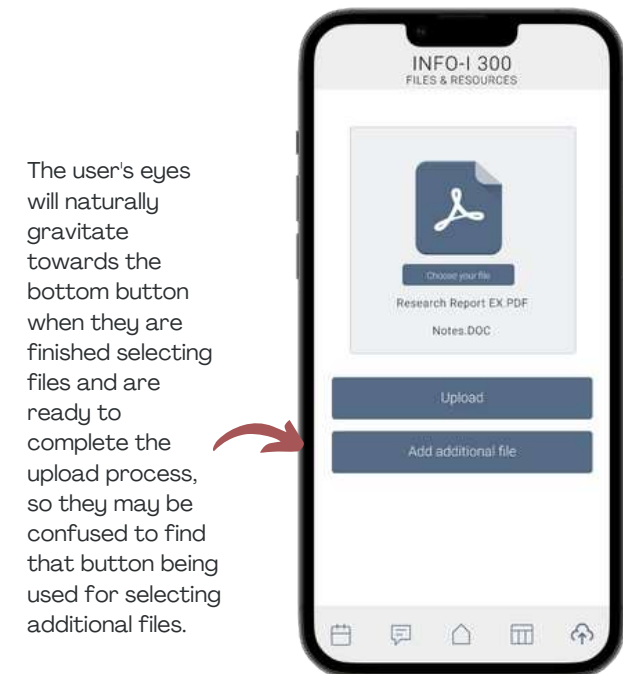 The user's eyes
will naturally
gravitate
towards the
bottom button
when they are
finished selecting
files and are
ready to
complete the
upload process,
so they may be
confused to find
that button being
used for selecting
additional files.
INFO-I 300
FILES & RESOURCES
Choose your file
Research Report EX.PDF
Notes.DOC
Upload
Add additional file